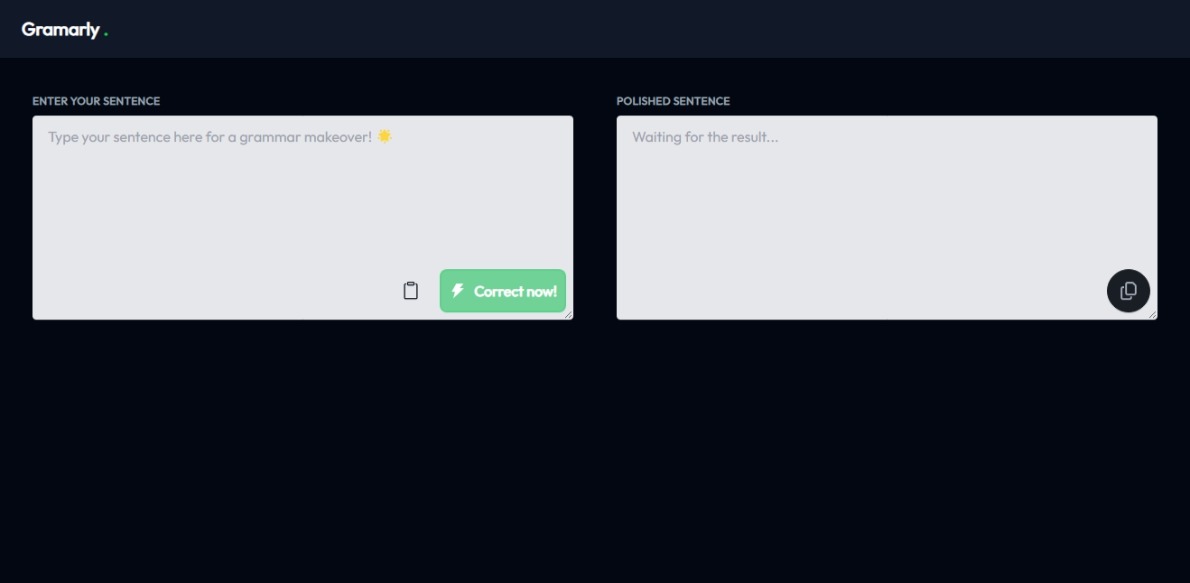 Gramarly .
ENTER YOUR SENTENCE
Type your sentence here for a grammar makeover! 🌟
Correct now!
POLISHED SENTENCE
Waiting for the result...